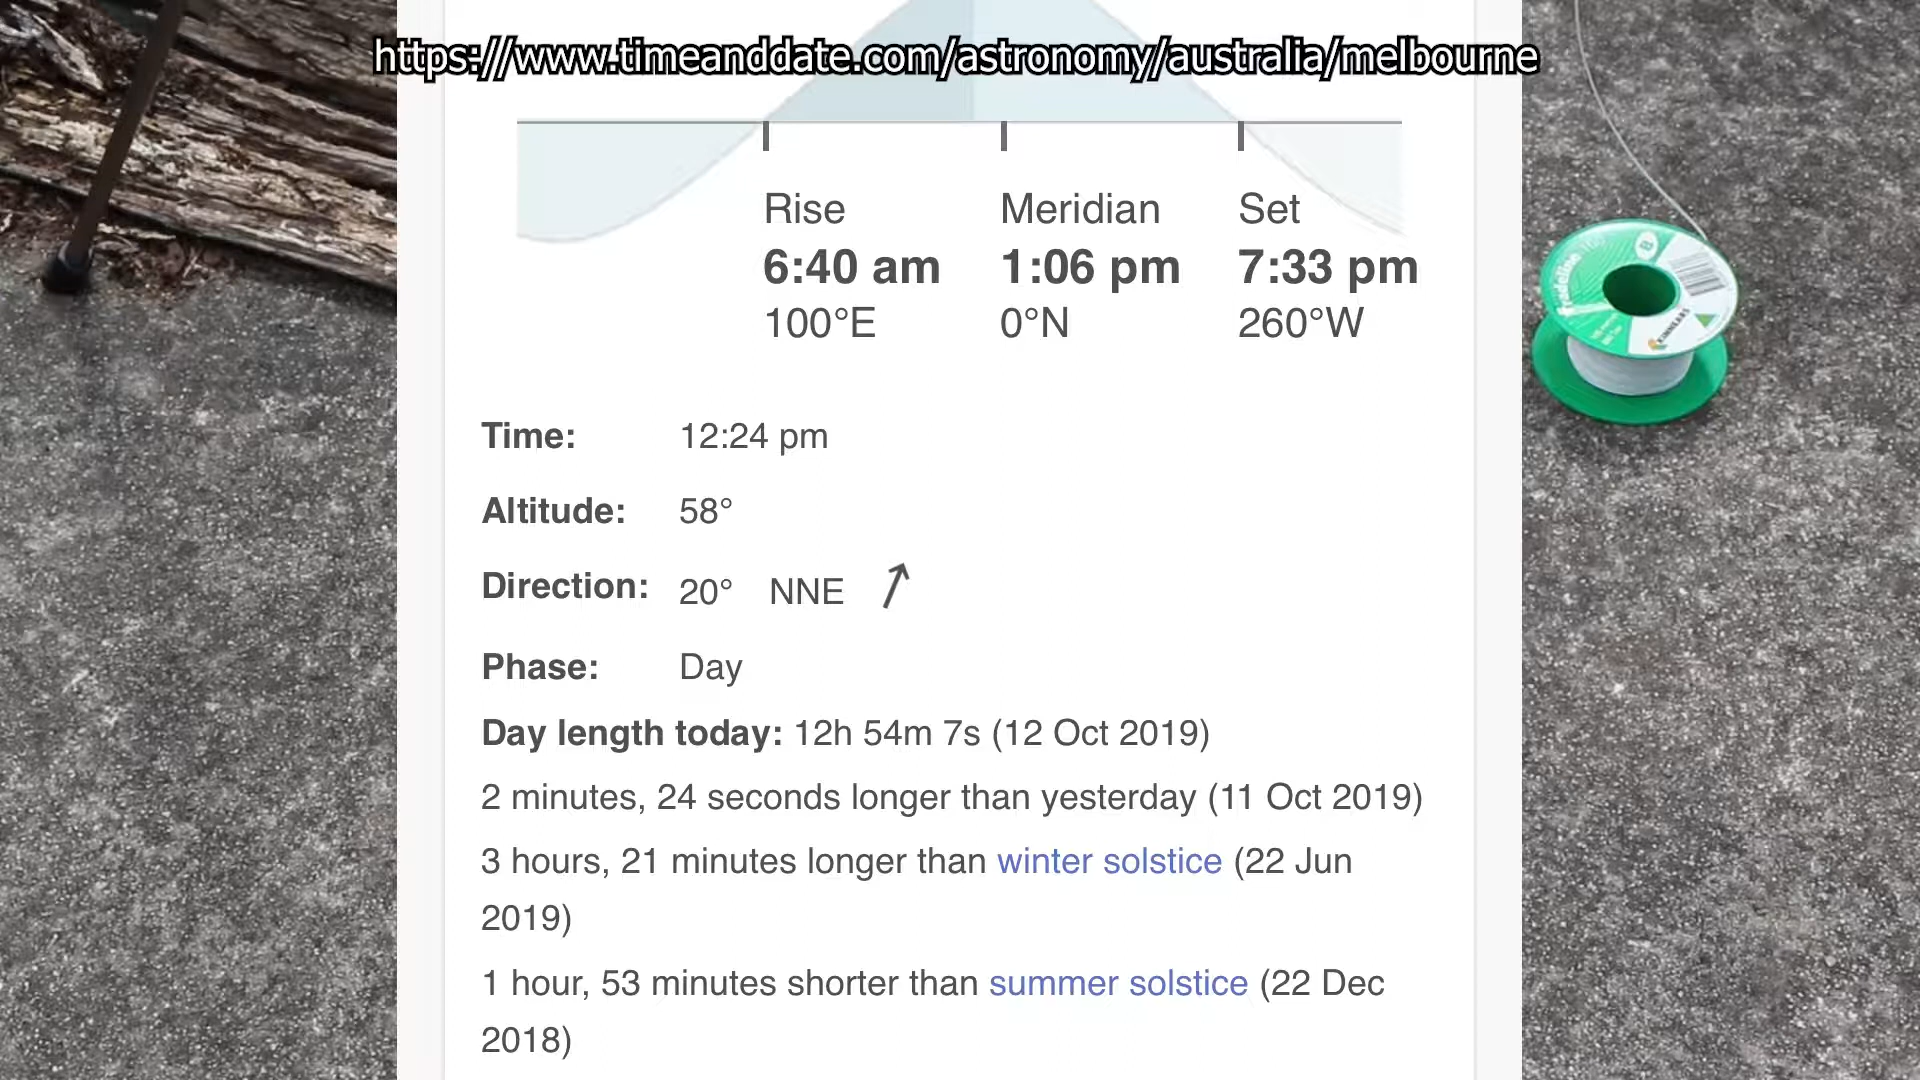 https://www.timeanddate.com/astronomy/australia/melbourne
Rise Meridian Set
6:40 am 1:06 pm 7:33 pm
100°E 0°N 260°W
Time: 12:24 pm
Altitude: 58°
Direction: 20° NNE ↑
Phase: Day
Day length today: 12h 54m 7s (12 Oct 2019)
2 minutes, 24 seconds longer than yesterday (11 Oct 2019)
3 hours, 21 minutes longer than winter solstice (22 Jun
2019)
1 hour, 53 minutes shorter than summer solstice (22 Dec
2018)